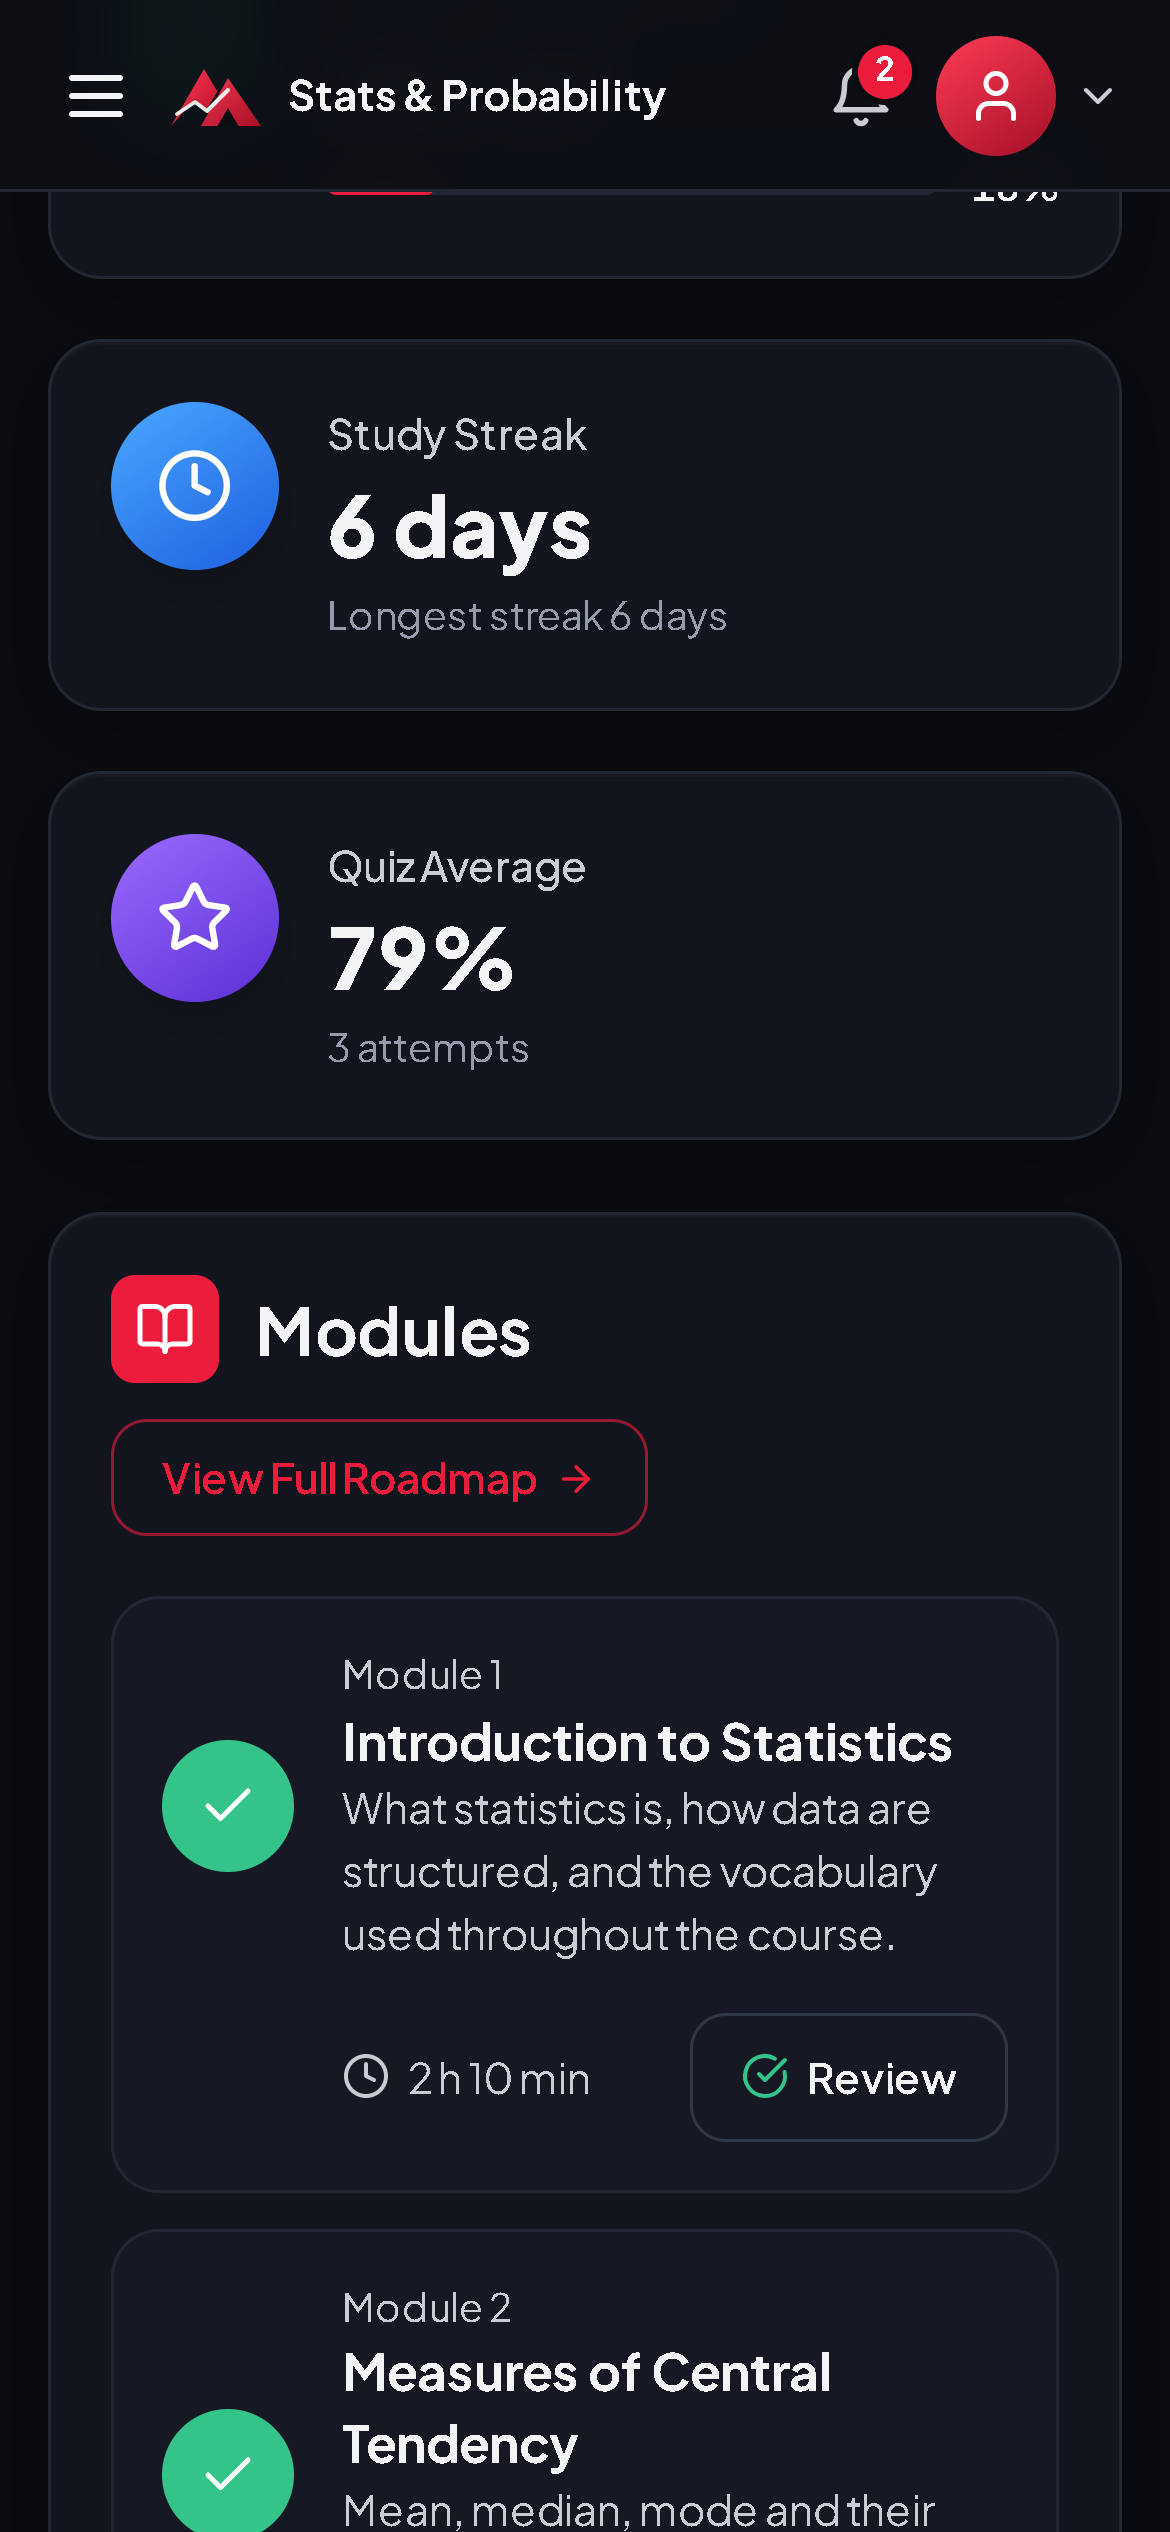 Stats & Probability
2
Study Streak
6 days
Longest streak 6 days
Quiz Average
79%
3 attempts
Modules
View Full Roadmap
Module 1
Introduction to Statistics
What statistics is, how data are
structured, and the vocabulary
used throughout the course.
2 h 10 min
Review
Module 2
Measures of Central
Tendency
Mean, median, mode and their